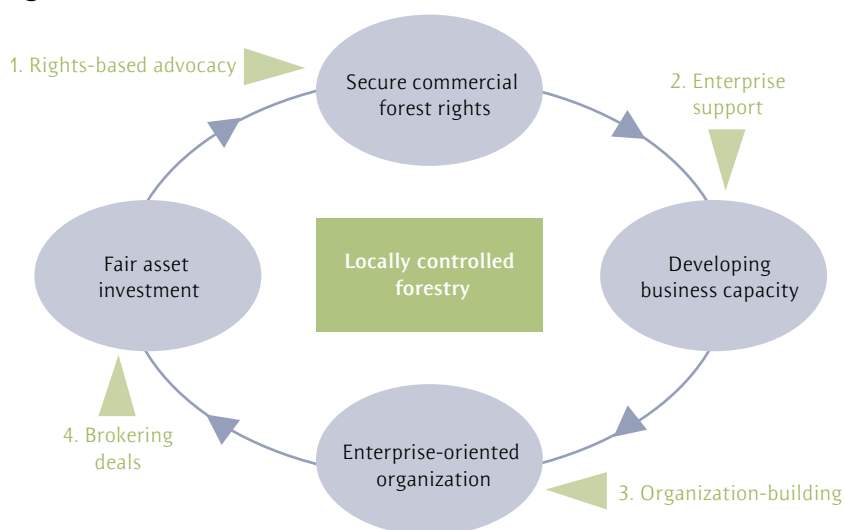 1. Rights-based advocacy
Secure commercial
forest rights
2. Enterprise
support
Fair asset
investment
Locally controlled
forestry
Developing
business capacity
4. Brokering
deals
Enterprise-oriented
organization
3. Organization-building